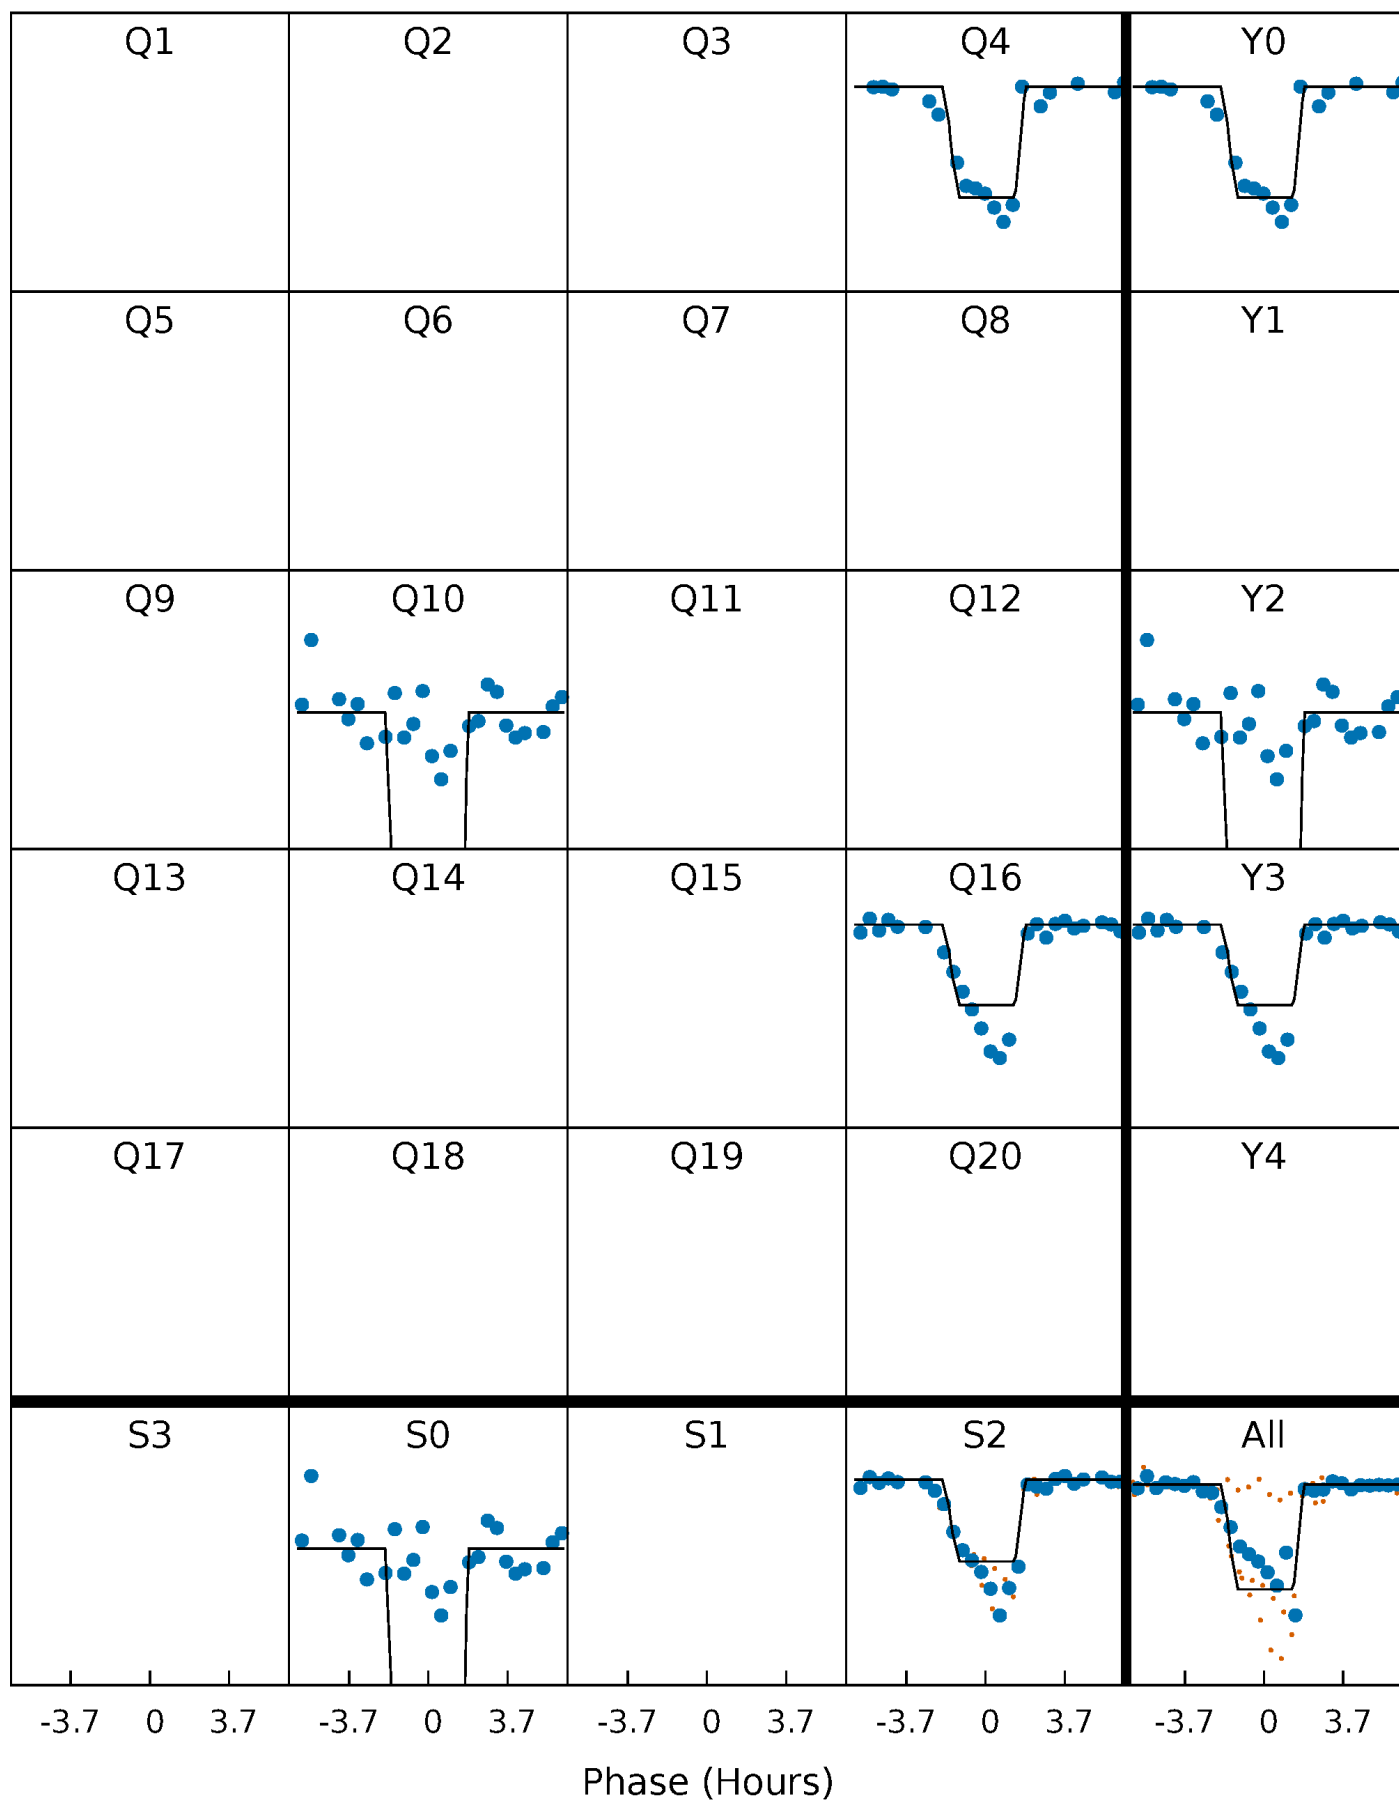 Q1 Q2 Q3 Q4 Y0
Q5 Q6 Q7 Q8 Y1
Q9 Q10 Q11 Q12 Y2
Q13 Q14 Q15 Q16 Y3
Q17 Q18 Q19 Q20 Y4
S3 S0 S1 S2 All
-3.7 0 3.7 -3.7 0 3.7 -3.7 0 3.7 -3.7 0 3.7 -3.7 0 3.7
Phase (Hours)